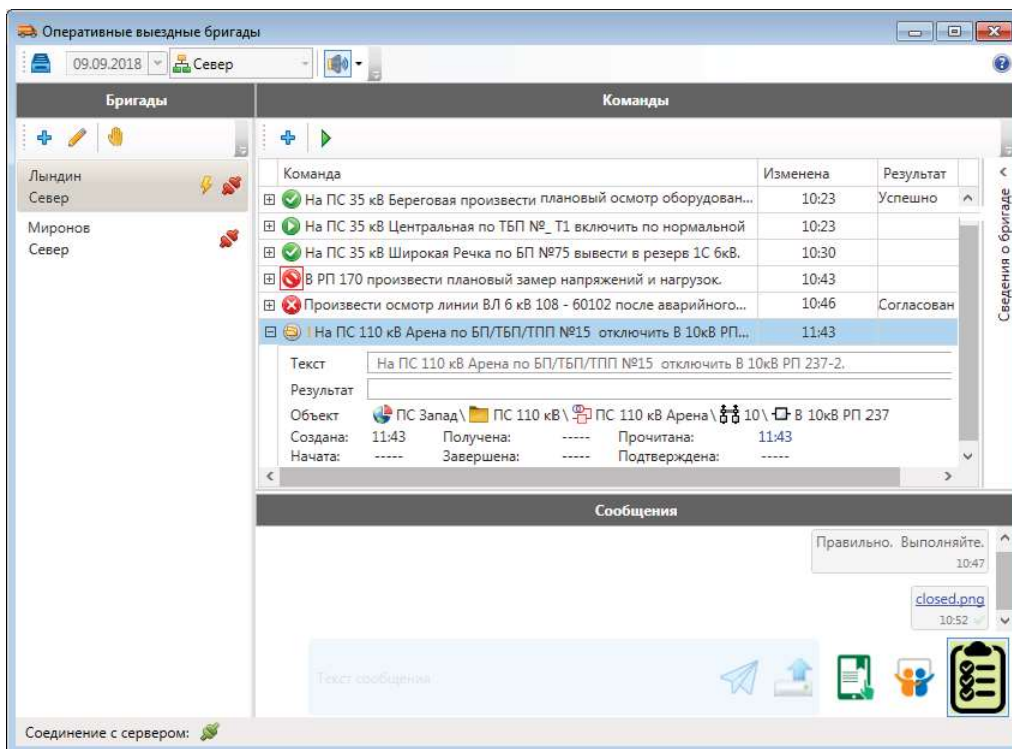 Оперативные выездные бригады
09.09.2018 Север
Бригады
Команды
Лындин
Север
Миронов
Север
Команда Изменена Результат
На ПС 35 кВ Береговая произвести плановый осмотр оборудован... 10:23 Успешно
На ПС 35 кВ Центральная по ТБП №_ Т1 включить по нормальной 10:23
На ПС 35 кВ Широкая Речка по БП №75 вывести в резерв 1С 6кВ. 10:30
В РП 170 произвести плановый замер напряжений и нагрузок. 10:43
Произвести осмотр линии ВЛ 6 кВ 108 - 60102 после аварийного... 10:46 Согласован
! На ПС 110 кВ Арена по БП/ТБП/ТПП №15 отключить В 10кВ РП... 11:43
Текст На ПС 110 кВ Арена по БП/ТБП/ТПП №15 отключить В 10кВ РП 237-2.
Результат
Объект ПС Запад\ ПС 110 кВ\ ПС 110 кВ Арена\ 10\ В 10кВ РП 237
Создана: 11:43 Получена: ----- Прочитана: 11:43
Начата: ----- Завершена: ----- Подтверждена: -----
Сведения о бригаде
Сообщения
Правильно. Выполняйте.
10:47
closed.png
10:52
Текст сообщения
Соединение с сервером: